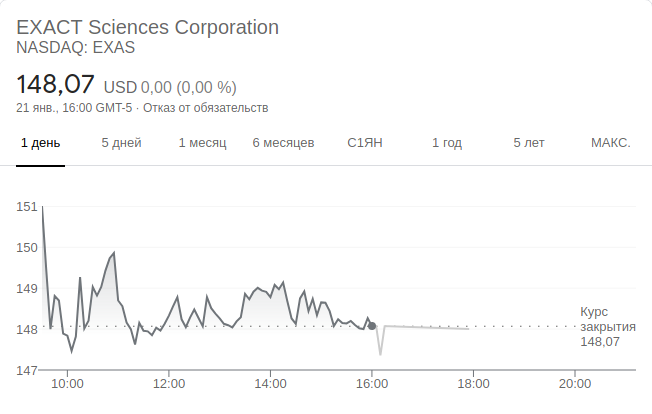 EXACT Sciences Corporation
NASDAQ: EXAS
148,07 USD 0,00 (0,00 %)
21 янв., 16:00 GMT-5 · Отказ от обязательств
1 день 5 дней 1 месяц 6 месяцев С1ЯН 1 год 5 лет МАКС.
151
150
149
148
147
Курс
закрытия
148,07
10:00 12:00 14:00 16:00 18:00 20:00